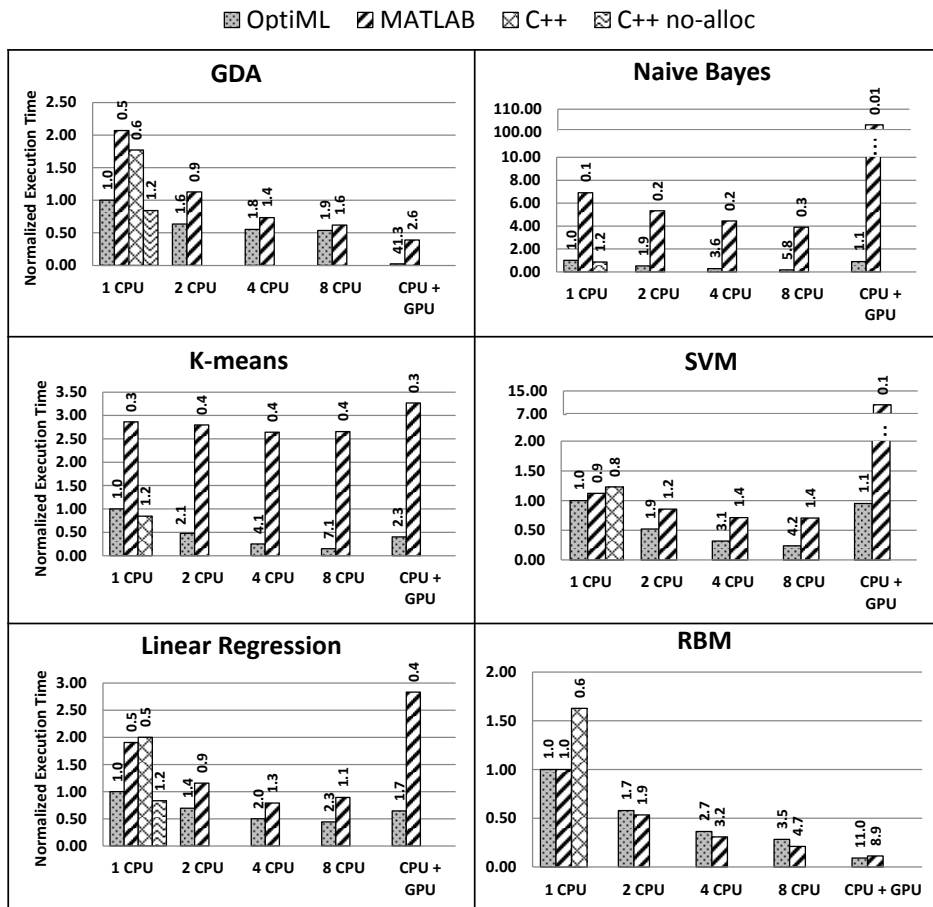 OptiML MATLAB C++ C++ no-alloc
GDA
Normalized Execution Time
2.50
2.00
1.50
1.00
0.50
0.00
1.0 0.5 0.6 1.2
1.6 0.9
1.8 1.4
1.9 1.6
41.3 2.6
1 CPU 2 CPU 4 CPU 8 CPU CPU +
GPU
Naive Bayes
110.00
100.00
10.00
8.00
6.00
4.00
2.00
0.00
1.0 0.1 1.2
1.9 0.2
3.6 0.2
5.8 0.3
1.1 0.01
1 CPU 2 CPU 4 CPU 8 CPU CPU +
GPU
K-means
Normalized Execution Time
3.50
3.00
2.50
2.00
1.50
1.00
0.50
0.00
1.0 0.3 1.2
2.1 0.4
4.1 0.4
7.1 0.4
2.3 0.3
1 CPU 2 CPU 4 CPU 8 CPU CPU +
GPU
SVM
15.00
7.00
2.00
1.50
1.00
0.50
0.00
1.0 0.9 0.8
1.9 1.2
3.1 1.4
4.2 1.4
1.1 0.1
1 CPU 2 CPU 4 CPU 8 CPU CPU +
GPU
Linear Regression
Normalized Execution Time
3.00
2.50
2.00
1.50
1.00
0.50
0.00
1.0 0.5 0.5 1.2
1.4 0.9
2.0 1.3
2.3 1.1
1.7 0.4
1 CPU 2 CPU 4 CPU 8 CPU CPU +
GPU
RBM
2.00
1.50
1.00
0.50
0.00
1.0 1.0 0.6
1.7 1.9
2.7 3.2
3.5 4.7
11.0 8.9
1 CPU 2 CPU 4 CPU 8 CPU CPU + GPU